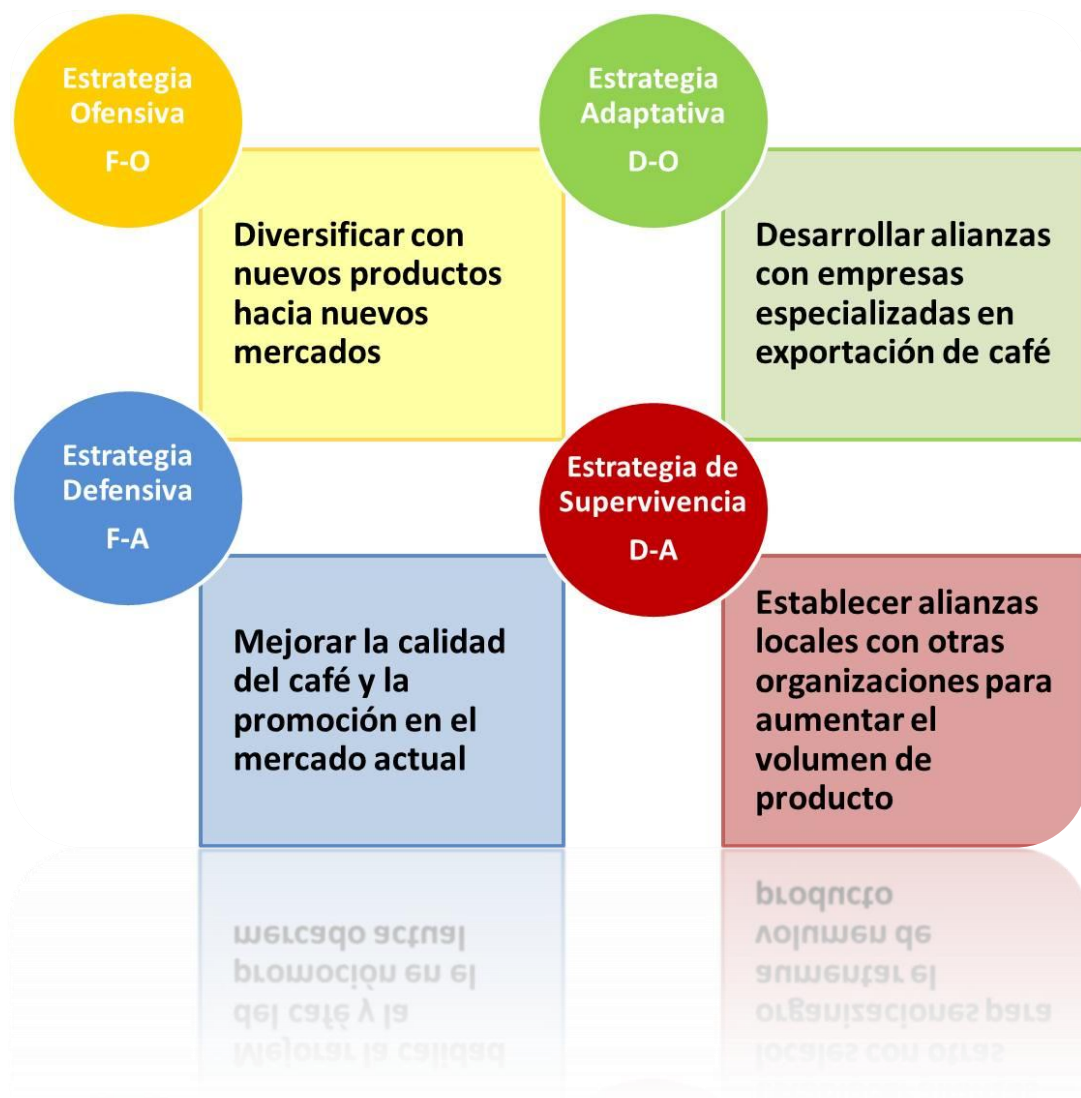 Estrategia
Ofensiva
F-O
Diversificar con
nuevos productos
hacia nuevos
mercados
Estrategia
Adaptativa
D-O
Desarrollar alianzas
con empresas
especializadas en
exportación de café
Estrategia
Defensiva
F-A
Mejorar la calidad
del café y la
promoción en el
mercado actual
Estrategia de
Supervivencia
D-A
Establecer alianzas
locales con otras
organizaciones para
aumentar el
volumen de
producto